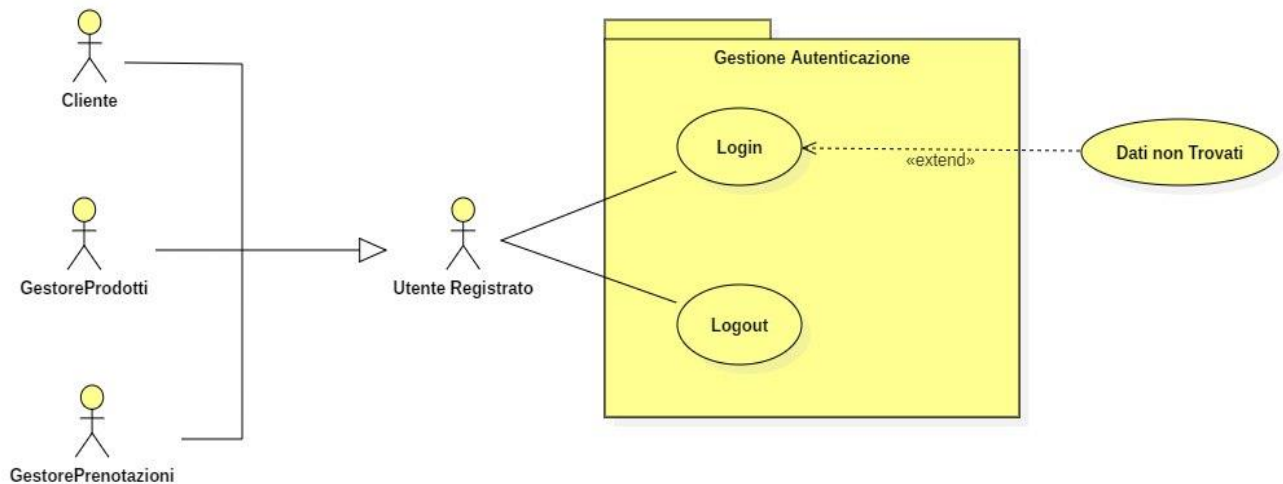 Cliente
GestoreProdotti
GestorePrenotazioni
Utente Registrato
Gestione Autenticazione
Login
Logout
«extend»
Dati non Trovati